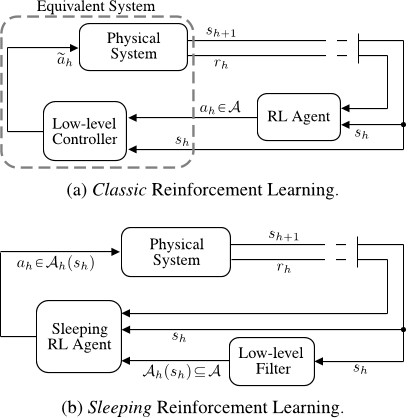 Equivalent System
Physical
System
s_{h+1}
r_h
ã_h
Low-level
Controller
a_h ∈ 𝒜
RL Agent
s_h
s_h
(a) Classic Reinforcement Learning.
Physical
System
s_{h+1}
r_h
a_h ∈ 𝒜_h(s_h)
Sleeping
RL Agent
s_h
𝒜_h(s_h) ⊆ 𝒜
Low-level
Filter
s_h
(b) Sleeping Reinforcement Learning.